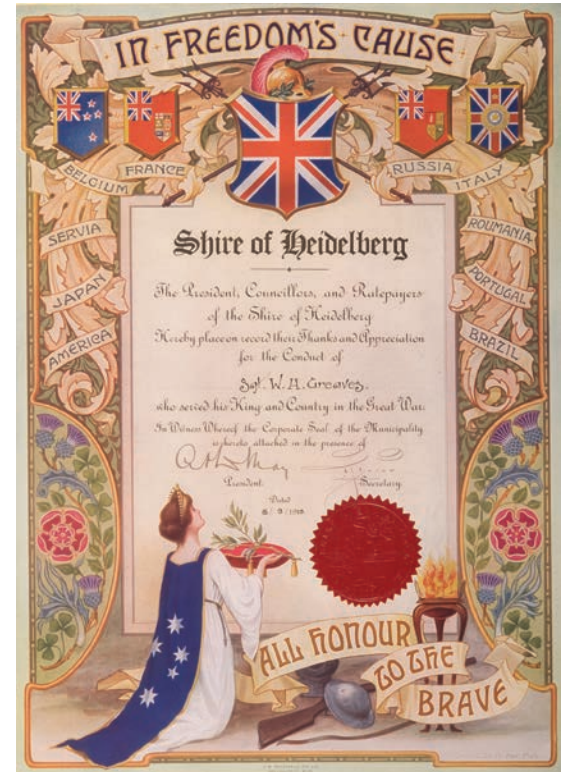 IN FREEDOM'S CAUSE
BELGIUM
FRANCE
RUSSIA
ITALY
SERVIA
ROUMANIA
JAPAN
PORTUGAL
AMERICA
BRAZIL
Shire of Heidelberg
The President, Councillors, and Ratepayers
of the Shire of Heidelberg
Hereby place on record their Thanks and Appreciation
for the Conduct of
Sgt. W. A. Greaves.
who served his King and Country in the Great War:
In Witness Whereof the Corporate Seal of the Municipality
is hereto attached in the presence of
President.
Secretary.
Dated
ALL HONOUR
TO THE
BRAVE